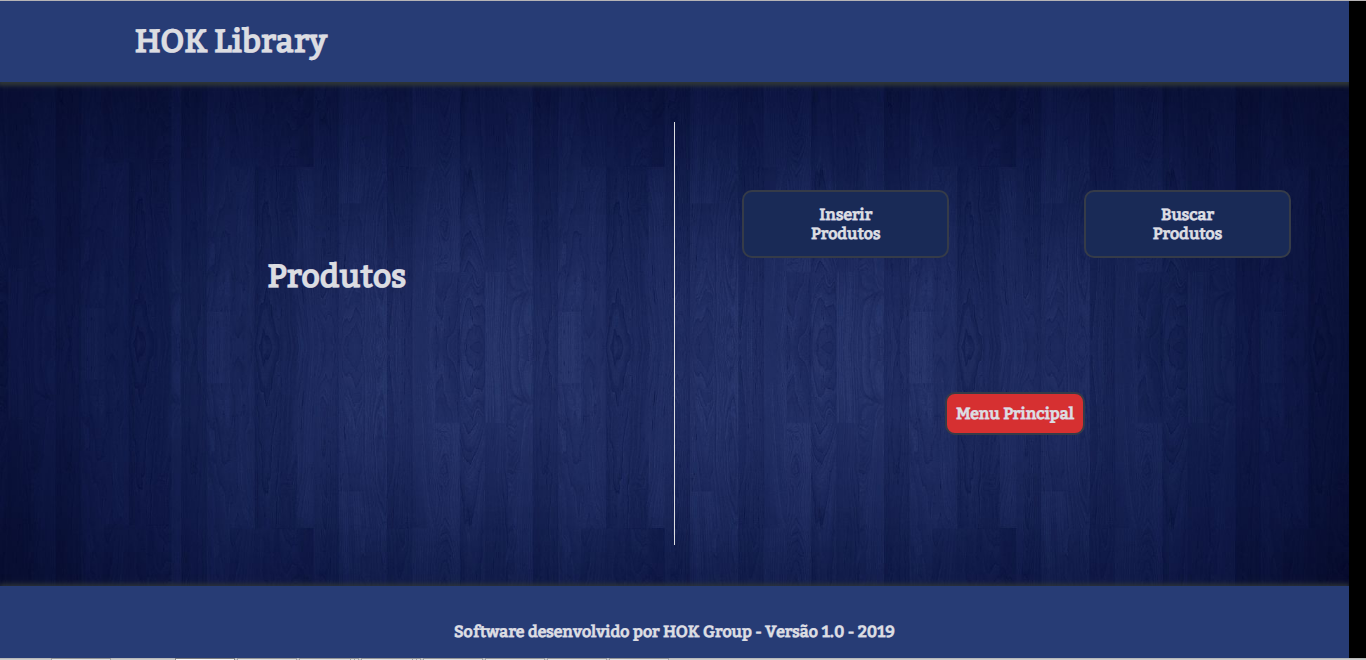 HOK Library
Produtos
Inserir
Produtos
Buscar
Produtos
Menu Principal
Software desenvolvido por HOK Group - Versão 1.0 - 2019